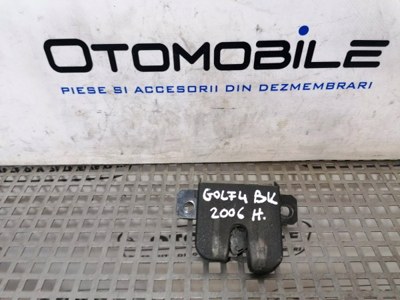 OTOMOBILE
PIESE SI ACCESORII DIN DEZMEMBRARI
GOLF4 BK
2006 H.